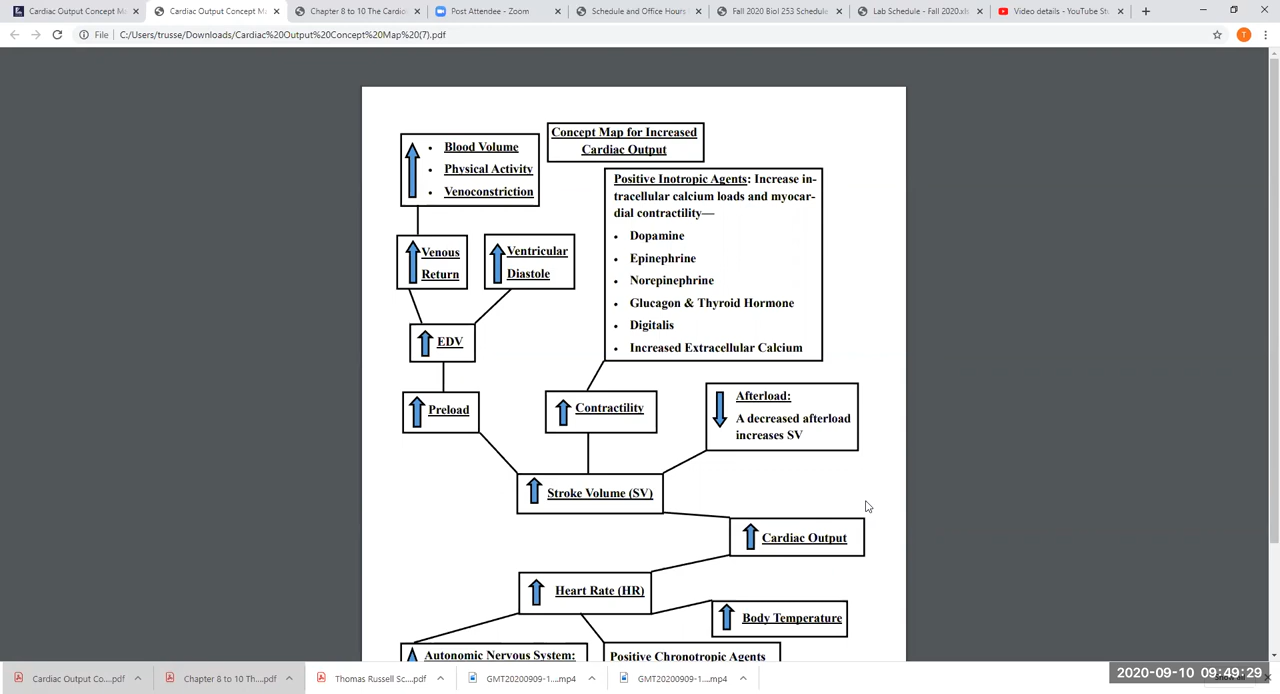 Cardiac Output Concept M
Cardiac Output Concept M
Chapter 8 to 10 The Cardio
Post Attendee - Zoom
Schedule and Office Hours
Fall 2020 Biol 253 Schedule
Lab Schedule - Fall 2020.xls
Video details - YouTube St
File
C:/Users/trusse/Downloads/Cardiac%20Output%20Concept%20Map%20(7).pdf
T
Concept Map for Increased
Cardiac Output
• Blood Volume
• Physical Activity
• Venoconstriction
Positive Inotropic Agents: Increase in-
tracellular calcium loads and myocar-
dial contractility—
• Dopamine
• Epinephrine
• Norepinephrine
• Glucagon & Thyroid Hormone
• Digitalis
• Increased Extracellular Calcium
Venous
Return
Ventricular
Diastole
EDV
Preload
Contractility
Afterload:
A decreased afterload
increases SV
Stroke Volume (SV)
Cardiac Output
Heart Rate (HR)
Body Temperature
Autonomic Nervous System:
Positive Chronotropic Agents
Cardiac Output Co....pdf
Chapter 8 to 10 Th....pdf
Thomas Russell Sc....pdf
GMT20200909-1....mp4
GMT20200909-1....mp4
2020-09-10 09:49:29